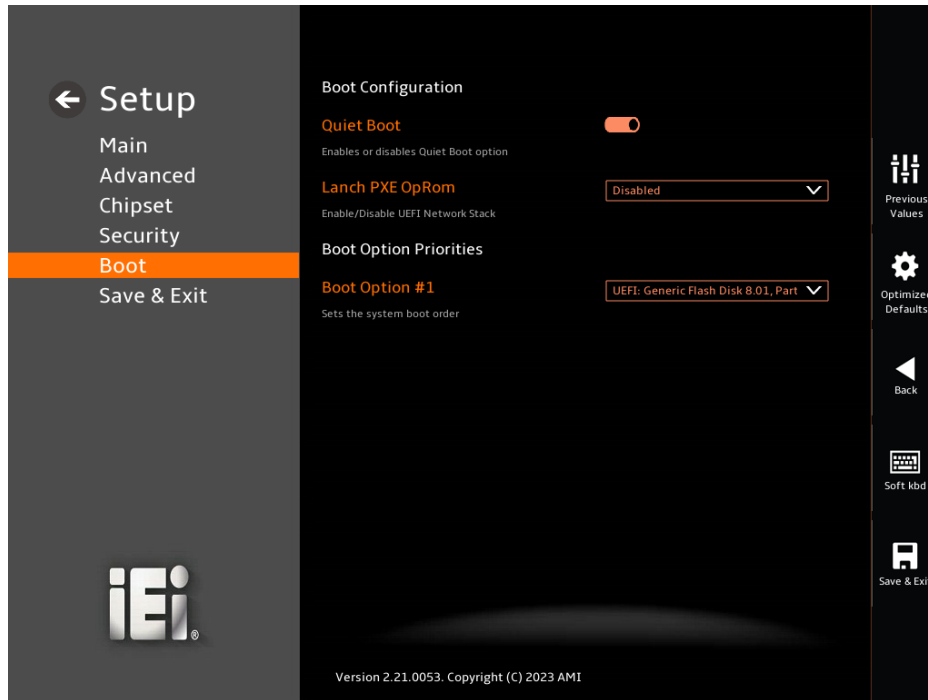 Setup
Main
Advanced
Chipset
Security
Boot
Save & Exit
Boot Configuration
Quiet Boot
Enables or disables Quiet Boot option
Lanch PXE OpRom
Disabled
Enable/Disable UEFI Network Stack
Boot Option Priorities
Boot Option #1
UEFI: Generic Flash Disk 8.01, Part
Sets the system boot order
Previous
Values
Optimized
Defaults
Back
Soft kbd
Save & Exi
iEi®
Version 2.21.0053. Copyright (C) 2023 AMI